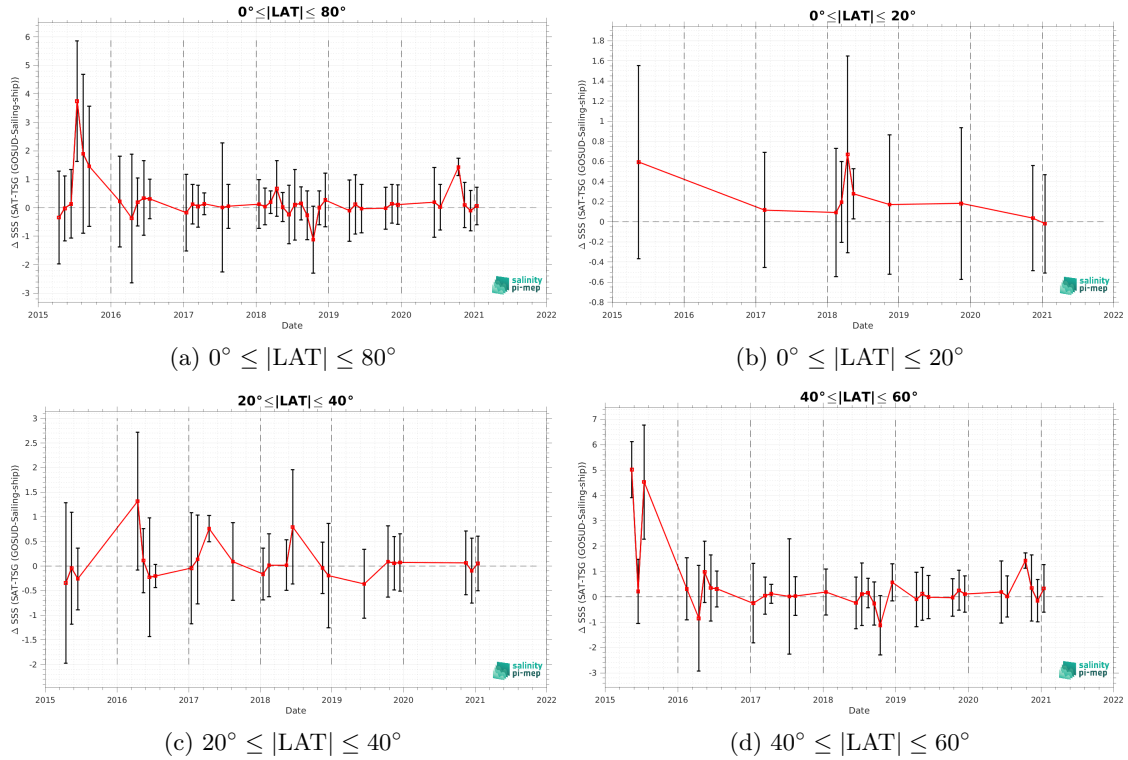 0°≤|LAT|≤ 80°
6
5
4
3
2
1
0
-1
-2
-3
Δ SSS (SAT-TSG (GOSUD-Sailing-ship))
2015 2016 2017 2018 2019 2020 2021 2022
Date
salinity
pi-mep
(a) 0° ≤ |LAT| ≤ 80°
0°≤|LAT|≤ 20°
1.8
1.6
1.4
1.2
1
0.8
0.6
0.4
0.2
0
-0.2
-0.4
-0.6
-0.8
Δ SSS (SAT-TSG (GOSUD-Sailing-ship))
2015 2016 2017 2018 2019 2020 2021 2022
Date
salinity
pi-mep
(b) 0° ≤ |LAT| ≤ 20°
20°≤|LAT|≤ 40°
3
2.5
2
1.5
1
0.5
0
-0.5
-1
-1.5
-2
Δ SSS (SAT-TSG (GOSUD-Sailing-ship))
2015 2016 2017 2018 2019 2020 2021 2022
Date
salinity
pi-mep
(c) 20° ≤ |LAT| ≤ 40°
40°≤|LAT|≤ 60°
7
6
5
4
3
2
1
0
-1
-2
-3
Δ SSS (SAT-TSG (GOSUD-Sailing-ship))
2015 2016 2017 2018 2019 2020 2021 2022
Date
salinity
pi-mep
(d) 40° ≤ |LAT| ≤ 60°